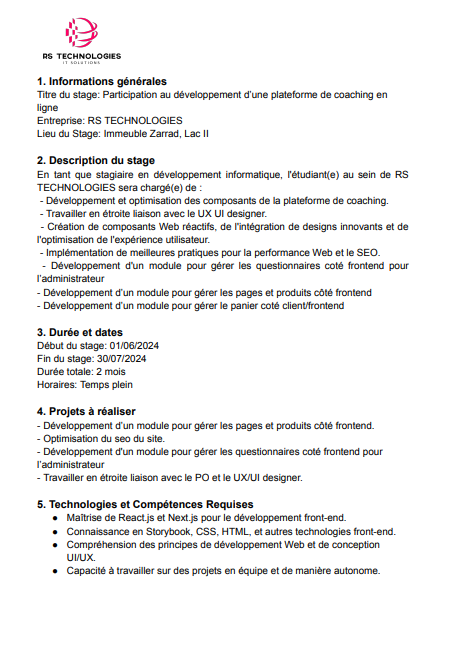 RS TECHNOLOGIES
IT SOLUTIONS
1. Informations générales
Titre du stage: Participation au développement d'une plateforme de coaching en
ligne
Entreprise: RS TECHNOLOGIES
Lieu du Stage: Immeuble Zarrad, Lac II
2. Description du stage
En tant que stagiaire en développement informatique, l'étudiant(e) au sein de RS
TECHNOLOGIES sera chargé(e) de :
- Développement et optimisation des composants de la plateforme de coaching.
- Travailler en étroite liaison avec le UX UI designer.
- Création de composants Web réactifs, de l'intégration de designs innovants et de
l'optimisation de l'expérience utilisateur.
- Implémentation de meilleures pratiques pour la performance Web et le SEO.
- Développement d'un module pour gérer les questionnaires coté frontend pour
l'administrateur
- Développement d'un module pour gérer les pages et produits côté frontend
- Développement d'un module pour gérer le panier coté client/frontend
3. Durée et dates
Début du stage: 01/06/2024
Fin du stage: 30/07/2024
Durée totale: 2 mois
Horaires: Temps plein
4. Projets à réaliser
- Développement d'un module pour gérer les pages et produits côté frontend.
- Optimisation du seo du site.
- Développement d'un module pour gérer les questionnaires coté frontend pour
l'administrateur
- Travailler en étroite liaison avec le PO et le UX/UI designer.
5. Technologies et Compétences Requises
● Maîtrise de React.js et Next.js pour le développement front-end.
● Connaissance en Storybook, CSS, HTML, et autres technologies front-end.
● Compréhension des principes de développement Web et de conception
UI/UX.
● Capacité à travailler sur des projets en équipe et de manière autonome.